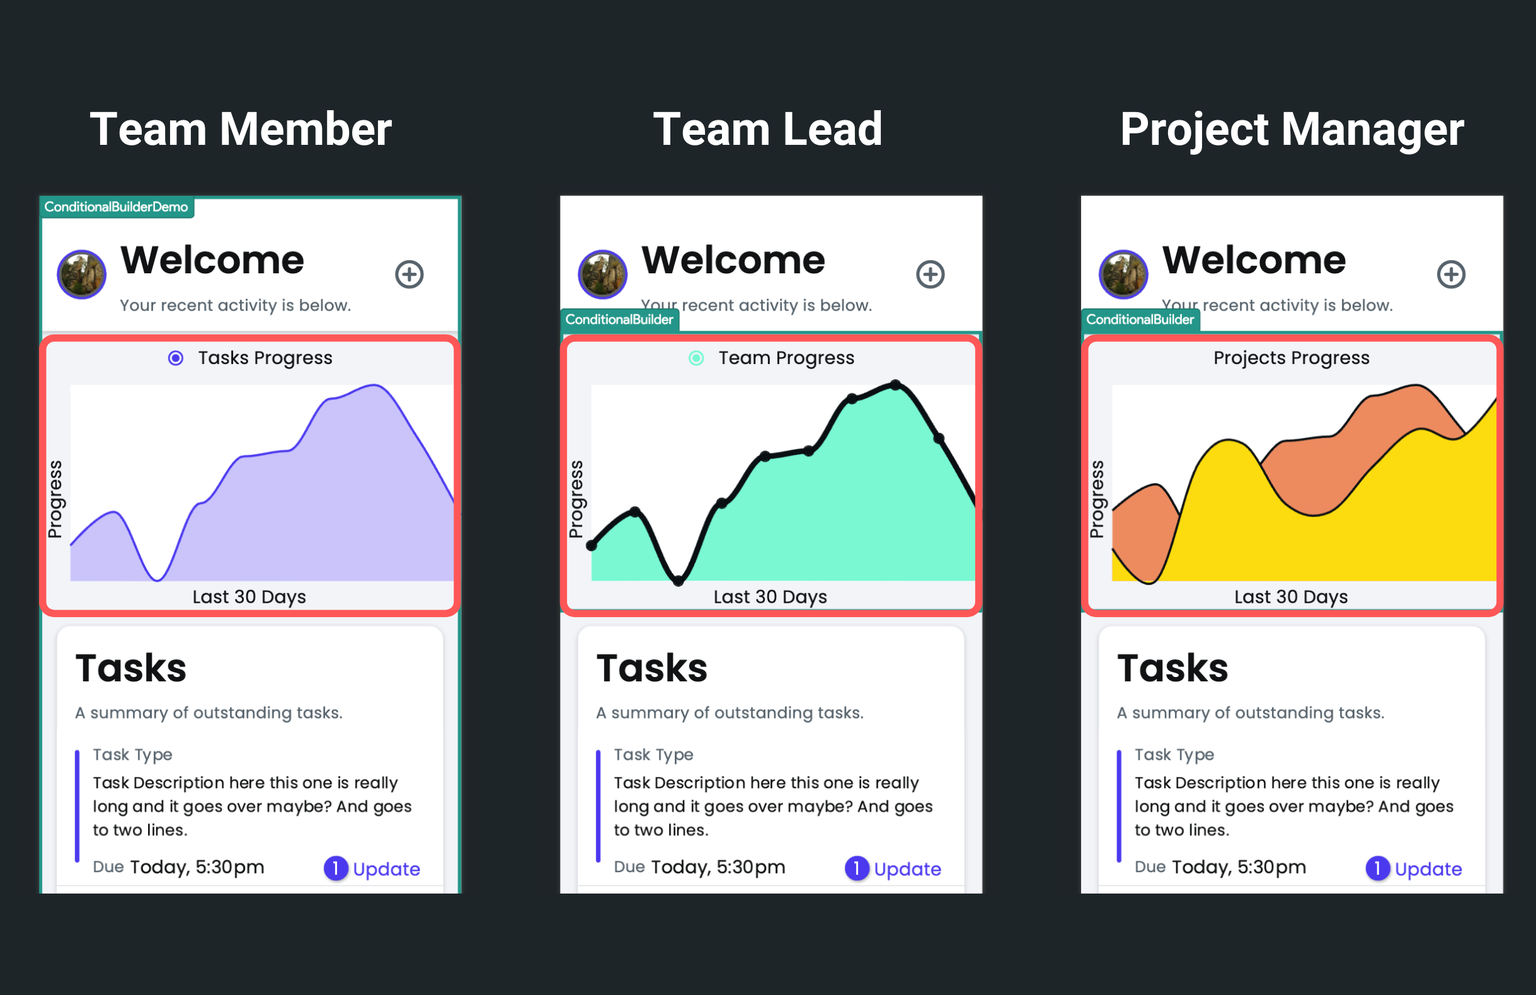 Team Member
ConditionalBuilderDemo
Welcome
Your recent activity is below.
Tasks Progress
Progress
Last 30 Days
Tasks
A summary of outstanding tasks.
Task Type
Task Description here this one is really
long and it goes over maybe? And goes
to two lines.
Due Today, 5:30pm
1 Update
Team Lead
Welcome
Your recent activity is below.
ConditionalBuilder
Team Progress
Progress
Last 30 Days
Tasks
A summary of outstanding tasks.
Task Type
Task Description here this one is really
long and it goes over maybe? And goes
to two lines.
Due Today, 5:30pm
1 Update
Project Manager
Welcome
Your recent activity is below.
ConditionalBuilder
Projects Progress
Progress
Last 30 Days
Tasks
A summary of outstanding tasks.
Task Type
Task Description here this one is really
long and it goes over maybe? And goes
to two lines.
Due Today, 5:30pm
1 Update